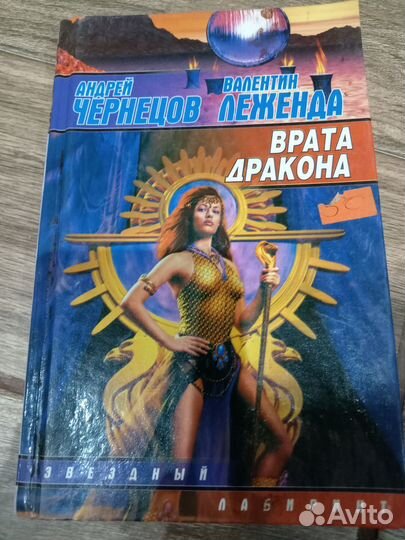 АНДРЕЙ
ЧЕРНЕЦОВ
ВАЛЕНТИН
ЛЕЖЕНДА
ВРАТА
ДРАКОНА
ЗВЕЗДНЫЙ
ЛАБИРИНТ
Avito